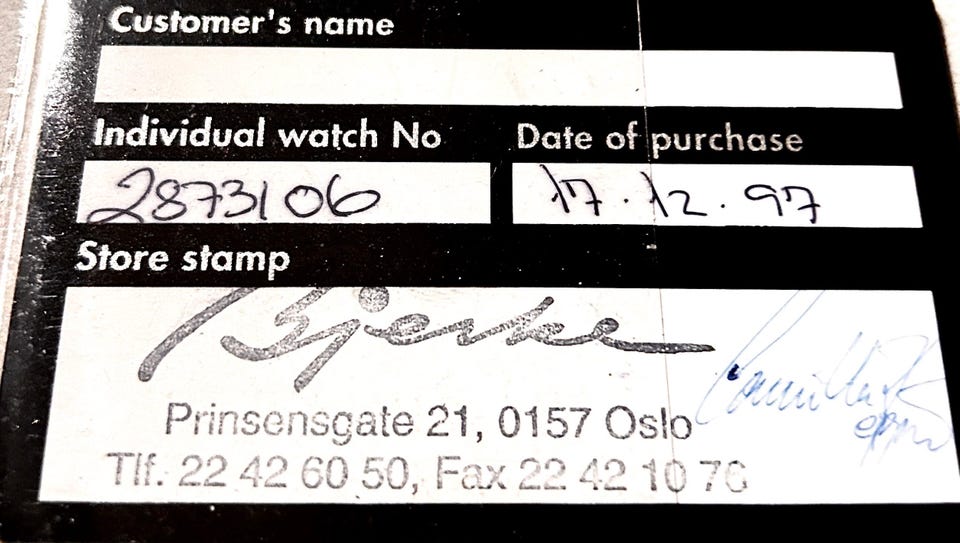 Customer's name
Individual watch No Date of purchase
2873106 17.12.97
Store stamp
Bjerke
Prinsensgate 21, 0157 Oslo
Tlf. 22 42 60 50, Fax 22 42 10 70